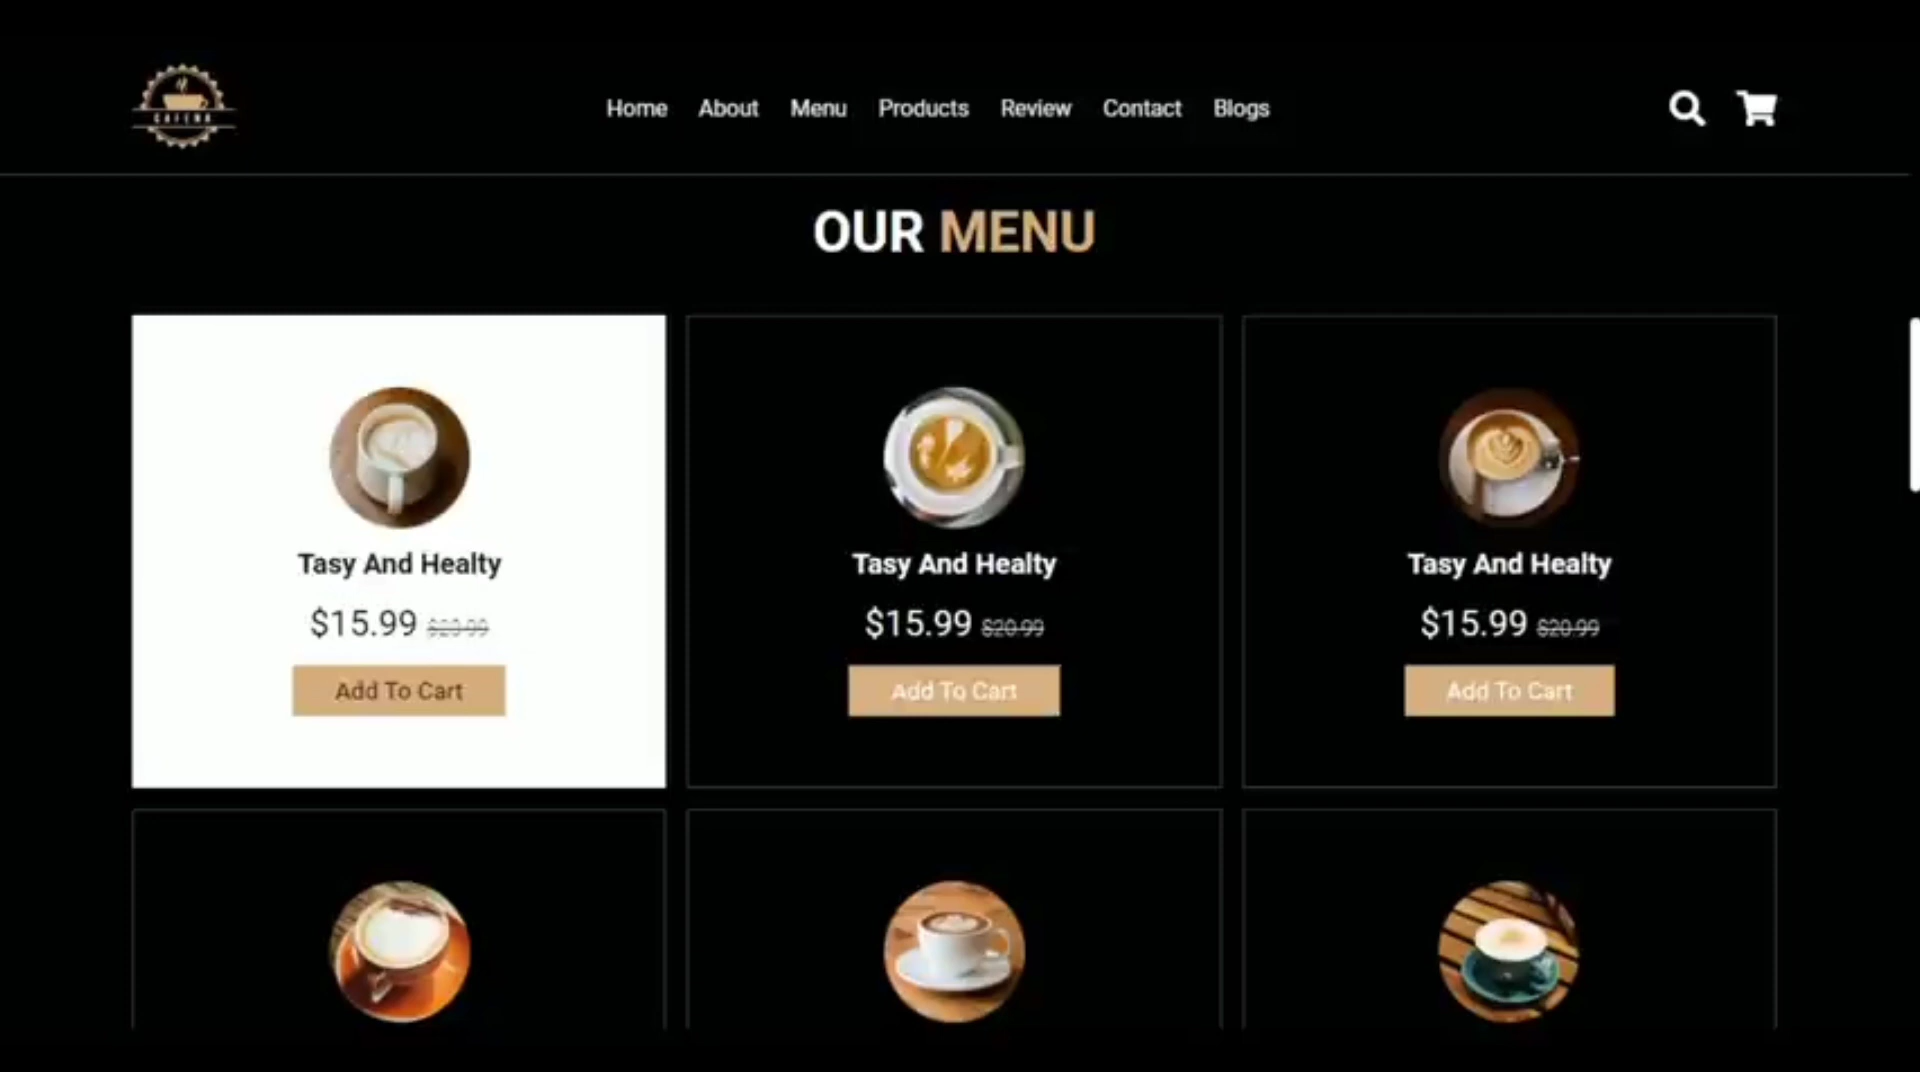 Home About Menu Products Review Contact Blogs
OUR MENU
Tasy And Healty
$15.99 $20.99
Add To Cart
Tasy And Healty
$15.99 $20.99
Add To Cart
Tasy And Healty
$15.99 $20.99
Add To Cart